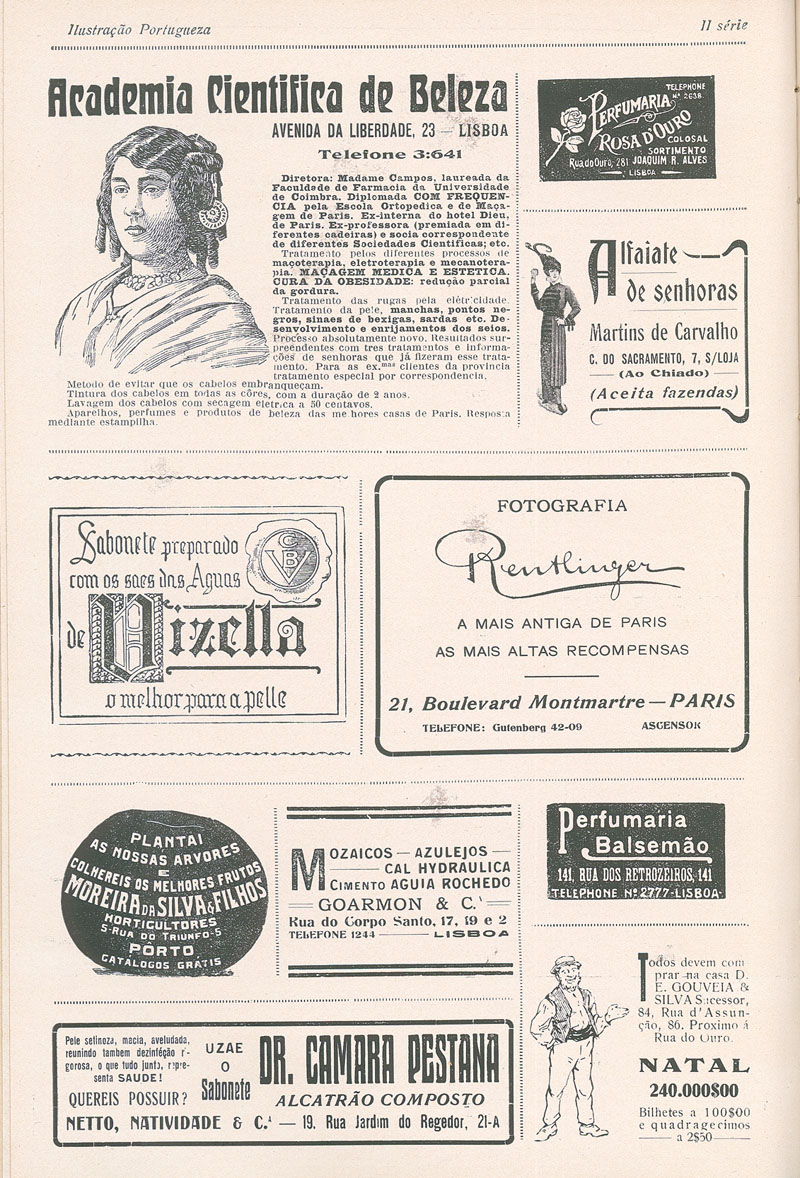 Ilustração Portugueza
II série
Academia Cientifica de Beleza
AVENIDA DA LIBERDADE, 23 — LISBOA
Telefone 3:641
Diretora: Madame Campos, laureada da
Faculdade de Farmacia da Universidade
de Coimbra. Diplomada COM FREQUEN-
CIA pela Escola Ortopedica e de Maça-
gem de Paris. Ex-interna do hotel Dieu,
de Paris. Ex-professora (premiada em di-
ferentes cadeiras) e socia correspondente
de diferentes Sociedades Cientificas; etc.
Tratamento pelos diferentes processos de
maçoterapia, eletroterapia e mecanotera-
pia. MAÇAGEM MEDICA E ESTETICA.
CURA DA OBESIDADE: redução parcial
da gordura.
Tratamento das rugas pela elétricidade.
Tratamento da pele, manchas, pontos ne-
gros, sinaes de bexigas, sardas etc. De-
senvolvimento e enrijamentos dos seios.
Processo absolutamente novo. Resultados sur-
preendentes com tres tratamentos e informa-
ções de senhoras que já fizeram esse trata-
mento. Para as ex.mas clientes da provincia
tratamento especial por correspondencia.
Metodo de evitar que os cabelos embranqueçam.
Tintura dos cabelos em todas as côres, com a duração de 2 anos.
Lavagem dos cabelos com secagem eletrica a 50 centavos.
Aparelhos, perfumes e produtos de beleza das me hores casas de Paris. Resposta
mediante estampilha.
TELEPHONE
N.º 2638.
PERFUMARIA
ROSA D'OURO
COLOSAL
SORTIMENTO
Rua do Ouro, 281 JOAQUIM R. ALVES
LISBOA
Alfaiate
de senhoras
Martins de Carvalho
C. DO SACRAMENTO, 7, S/LOJA
(Ao Chiado)
(Aceita fazendas)
Sabonete preparado
com os saes das Aguas
de Vizella
o melhor para a pelle
CVB
FOTOGRAFIA
Reutlinger
A MAIS ANTIGA DE PARIS
AS MAIS ALTAS RECOMPENSAS
21, Boulevard Montmartre — PARIS
TELEFONE: Gutenberg 42-09 ASCENSOR
PLANTAI
AS NOSSAS ARVORES
E
COLHEREIS OS MELHORES FRUTOS
MOREIRA DA SILVA & FILHOS
HORTICULTORES
5-RUA DO TRIUNFO-5
PÔRTO
CATALOGOS GRATIS
MOZAICOS — AZULEJOS —
CAL HYDRAULICA
CIMENTO AGUIA ROCHEDO
GOARMON & C.ª
Rua do Corpo Santo, 17, 19 e 21
TELEFONE 1244 — LISBOA
Perfumaria
Balsemão
141, RUA DOS RETROZEIROS, 141
TELEPHONE Nº 2777-LISBOA-
Todos devem com
prar na casa D.
E. GOUVEIA &
SILVA Sucessor,
84, Rua d'Assun-
ção, 86. Proximo á
Rua do Ouro.
NATAL
240.000$00
Bilhetes a 100$00
e quadragecimos
a 2$50
Pele setinoza, macia, aveludada,
reunindo tambem dezinféção ri-
gorosa, o que tudo junto, repre-
senta SAUDE!
QUEREIS POSSUIR?
UZAE
O
Sabonete
DR. CAMARA PESTANA
ALCATRÃO COMPOSTO
NETTO, NATIVIDADE & C.ª — 19. Rua Jardim do Regedor, 21-A